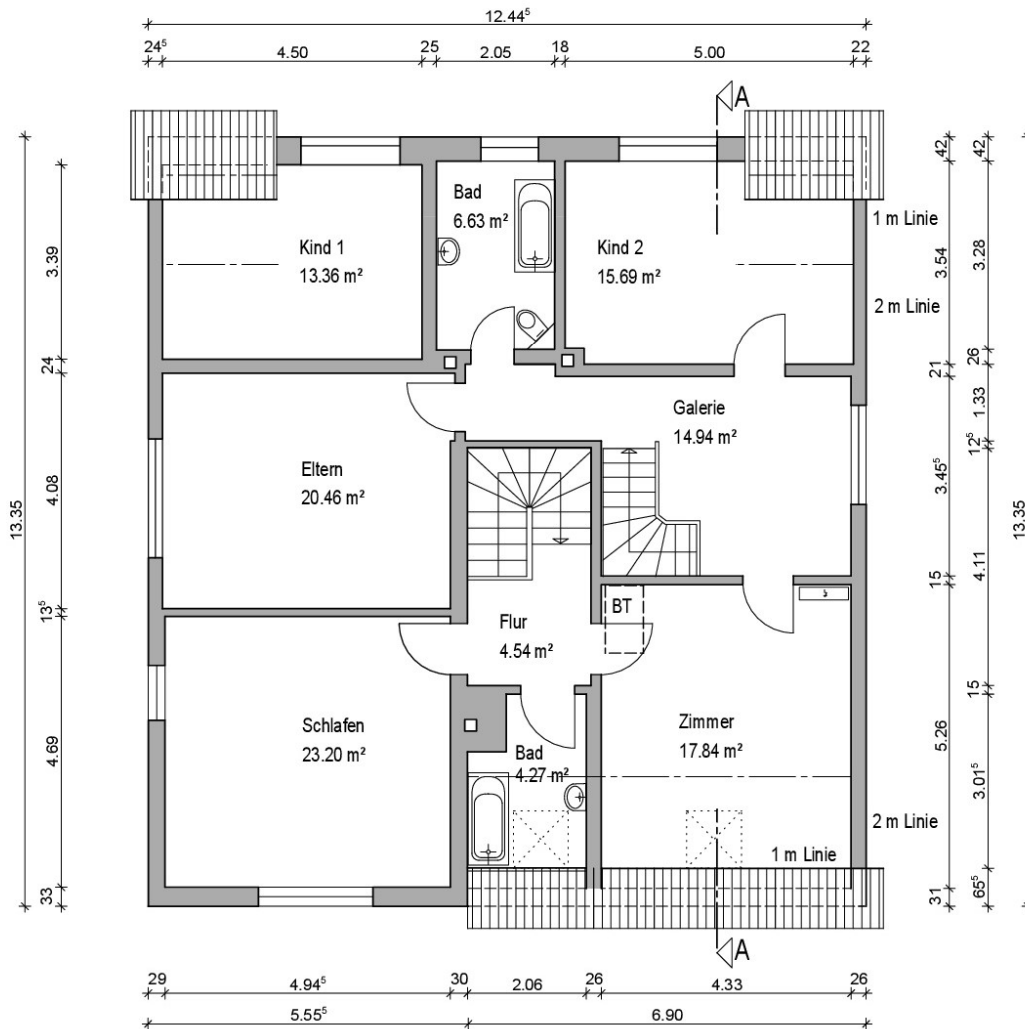 12.44⁵
24⁵ 4.50 25 2.05 18 5.00 22
A
Bad
6.63 m²
Kind 1
13.36 m²
Kind 2
15.69 m²
1 m Linie
2 m Linie
42 42
3.39
3.54 3.28
24
21 26
Galerie
14.94 m²
1.33
12⁵
Eltern
20.46 m²
4.08
3.45⁵
13.35
13.35
4.11
13⁵
15
BT
Flur
4.54 m²
15
Schlafen
23.20 m²
Zimmer
17.84 m²
Bad
4.27 m²
4.69
5.26
3.01⁵
2 m Linie
1 m Linie
33
31 65⁵
A
29 4.94⁵ 30 2.06 26 4.33 26
5.55⁵ 6.90